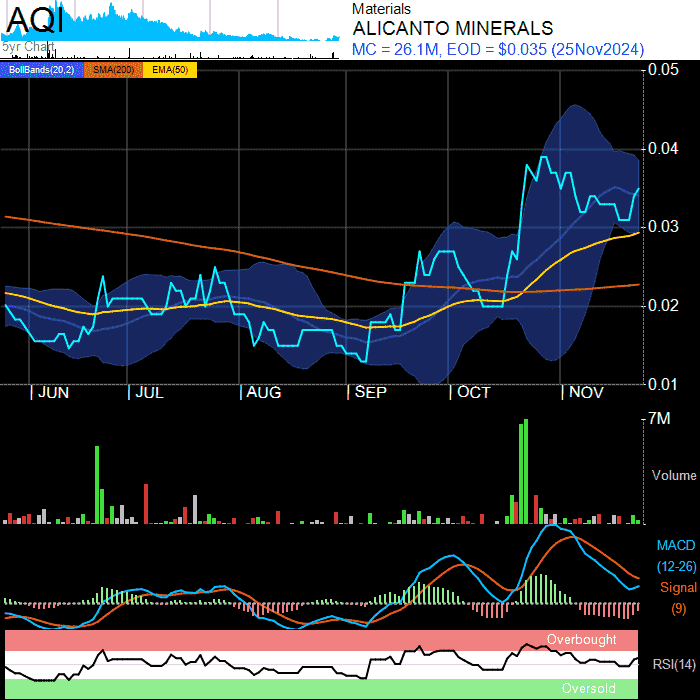 AQI
5yr Chart
Materials
ALICANTO MINERALS
MC = 26.1M, EOD = $0.035 (25Nov2024)
BollBands(20,2) SMA(200) EMA(50)
0.05
0.04
0.03
0.02
0.01
JUN JUL AUG SEP OCT NOV
7M
Volume
MACD
(12-26)
Signal
(9)
Overbought
RSI(14)
Oversold